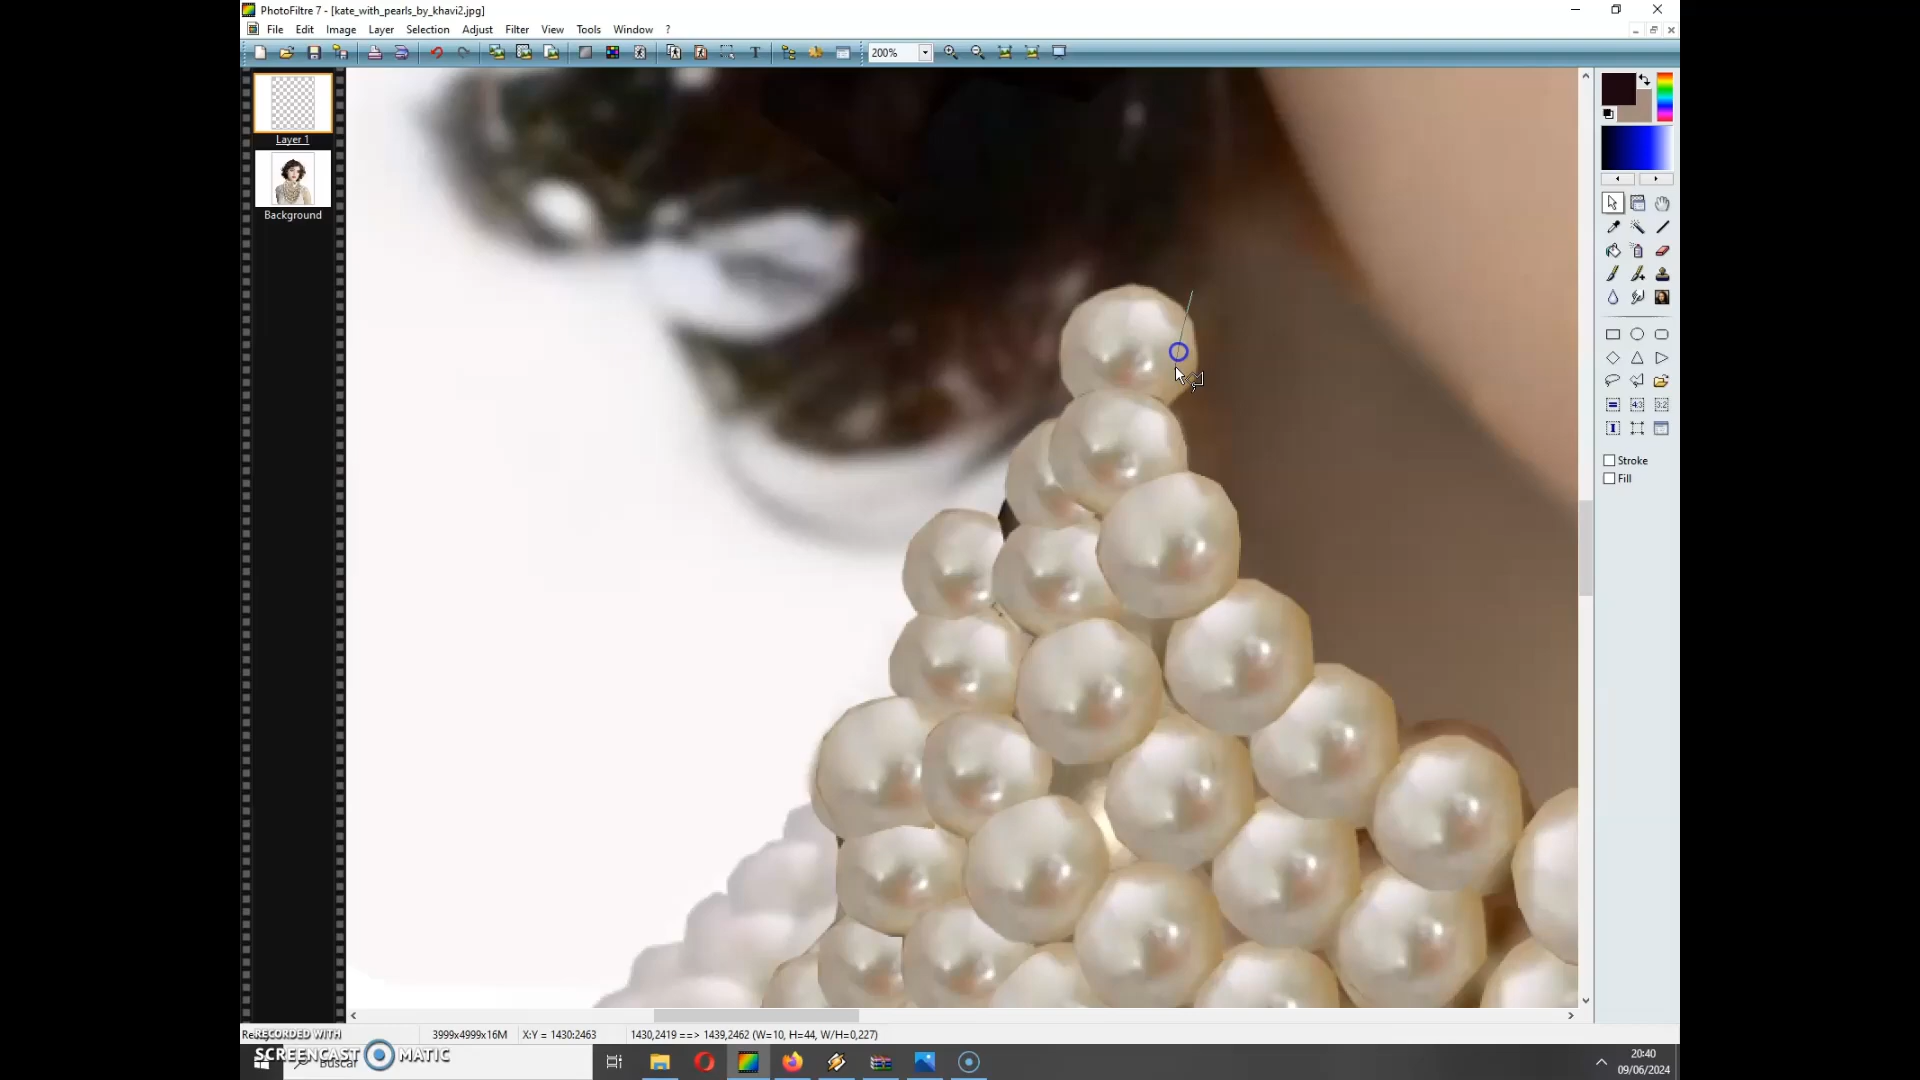 PhotoFiltre 7 - [kate_with_pearls_by_khavi2.jpg]
File Edit Image Layer Selection Adjust Filter View Tools Window ?
200%
Layer 1
Background
Stroke
Fill
3999x4999x16M X:Y = 1430:2463 1430,2419 ==> 1439,2462 (W=10, H=44, W/H=0,227)
RECORDED WITH
SCREENCAST MATIC
Buscar
20:40
09/06/2024